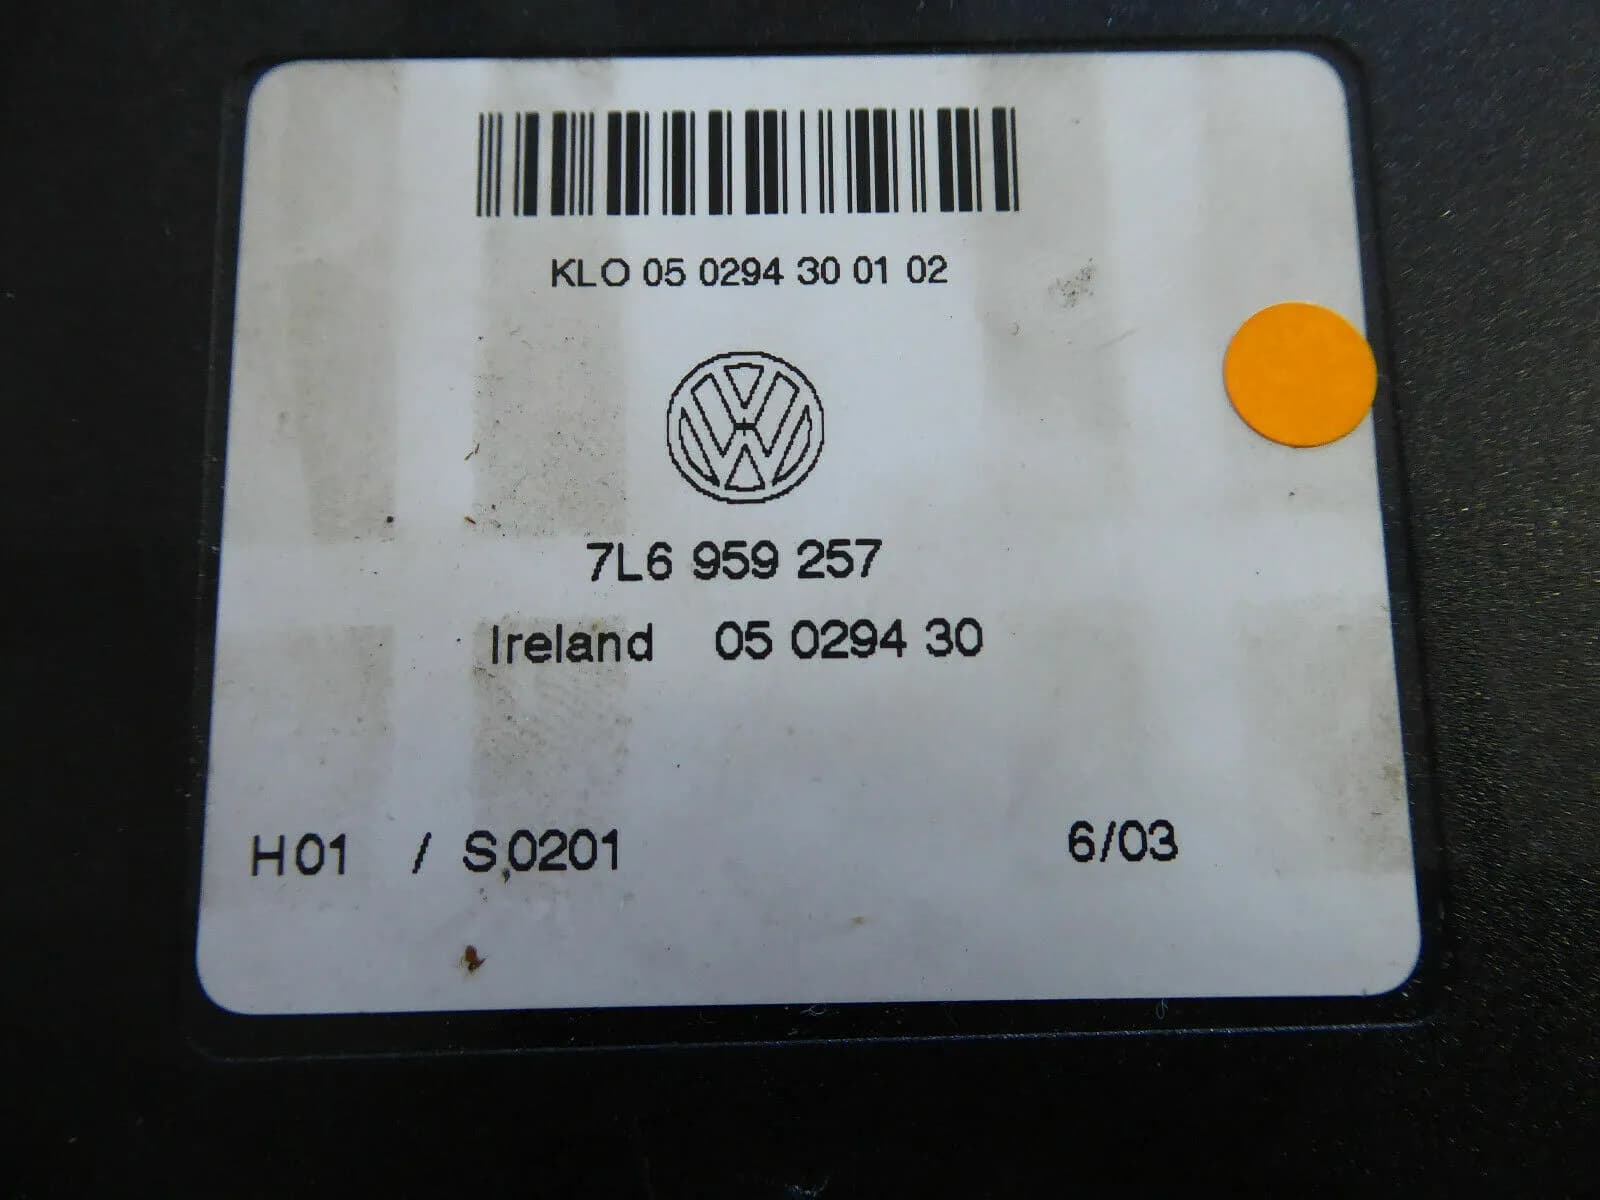 KLO 05 0294 30 01 02
7L6 959 257
Ireland 05 0294 30
H01 / S0201 6/03